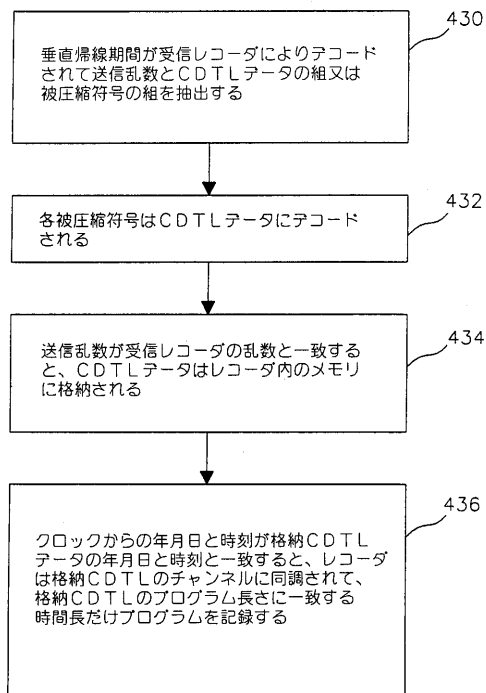 垂直帰線期間が受信レコーダによりデコード
されて送信乱数とCDTLデータの組又は
被圧縮符号の組を抽出する
430
各被圧縮符号はCDTLデータにデコード
される
432
送信乱数が受信レコーダの乱数と一致する
と、CDTLデータはレコーダ内のメモリ
に格納される
434
クロックからの年月日と時刻が格納CDTL
データの年月日と時刻と一致すると、レコーダ
は格納CDTLのチャンネルに同調されて、
格納CDTLのプログラム長さに一致する
時間長だけプログラムを記録する
436